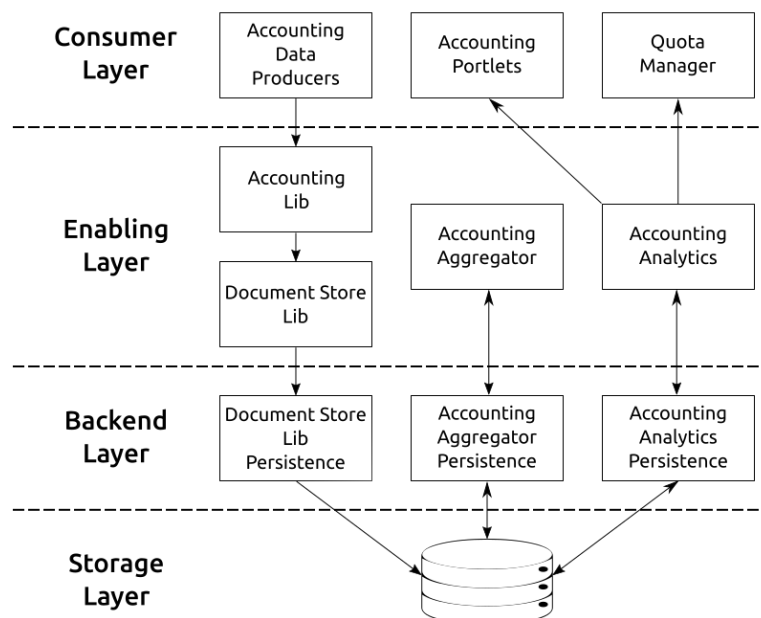 Consumer
Layer
Accounting
Data
Producers
Accounting
Portlets
Quota
Manager
Enabling
Layer
Accounting
Lib
Document Store
Lib
Accounting
Aggregator
Accounting
Analytics
Backend
Layer
Document Store
Lib
Persistence
Accounting
Aggregator
Persistence
Accounting
Analytics
Persistence
Storage
Layer